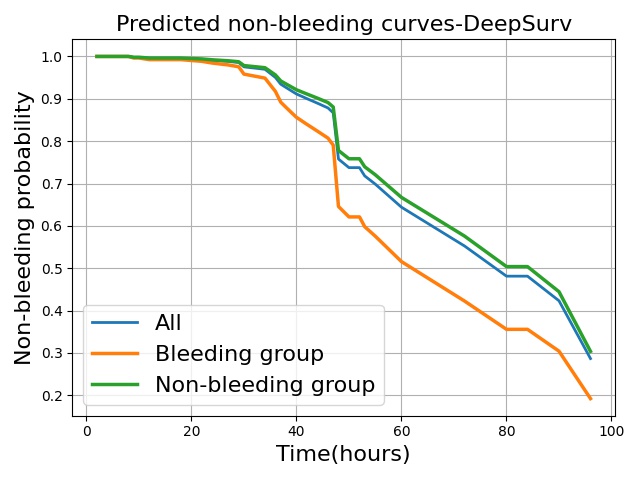 Predicted non-bleeding curves-DeepSurv
Non-bleeding probability
1.0
0.9
0.8
0.7
0.6
0.5
0.4
0.3
0.2
All
Bleeding group
Non-bleeding group
0 20 40 60 80 100
Time(hours)